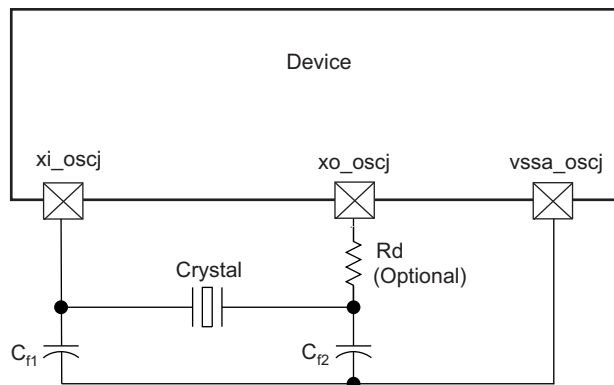 Device
xi_oscj
xo_oscj
vssa_oscj
Rd
(Optional)
Crystal
Cf1
Cf2